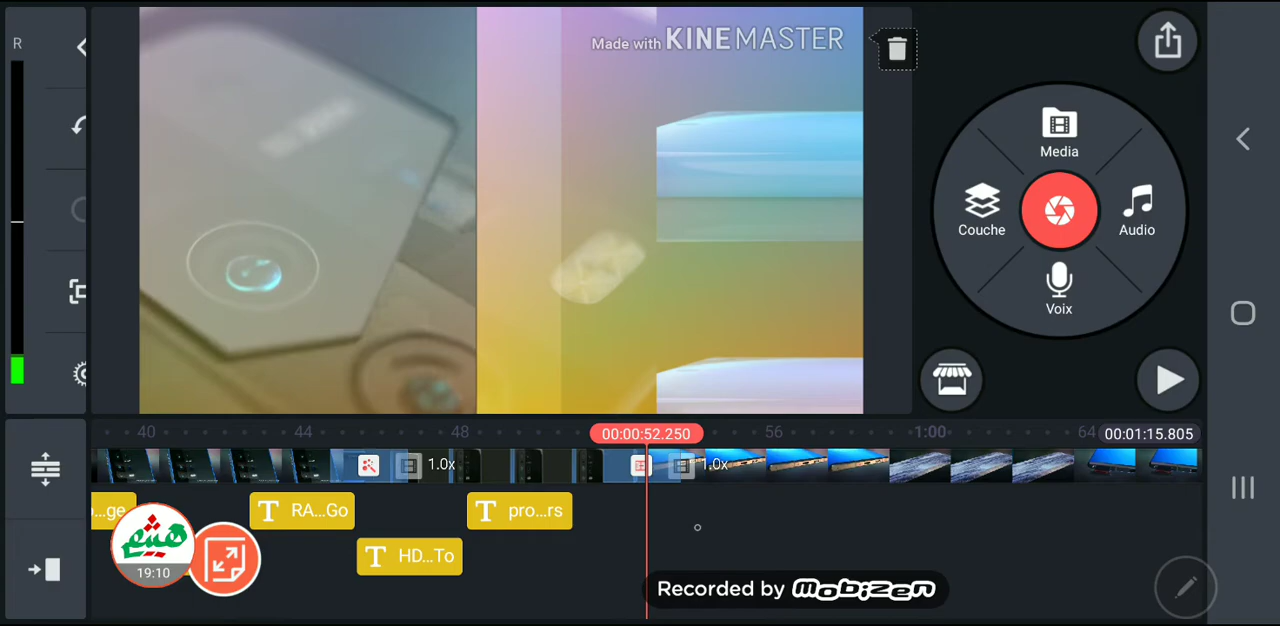 R
Made with KINEMASTER
Media
Couche
Audio
Voix
40
44
48
00:00:52.250
56
1:00
64
00:01:15.805
1.0x
1.0x
...ge
RA...Go
pro...rs
HD...To
19:10
Recorded by mobizen